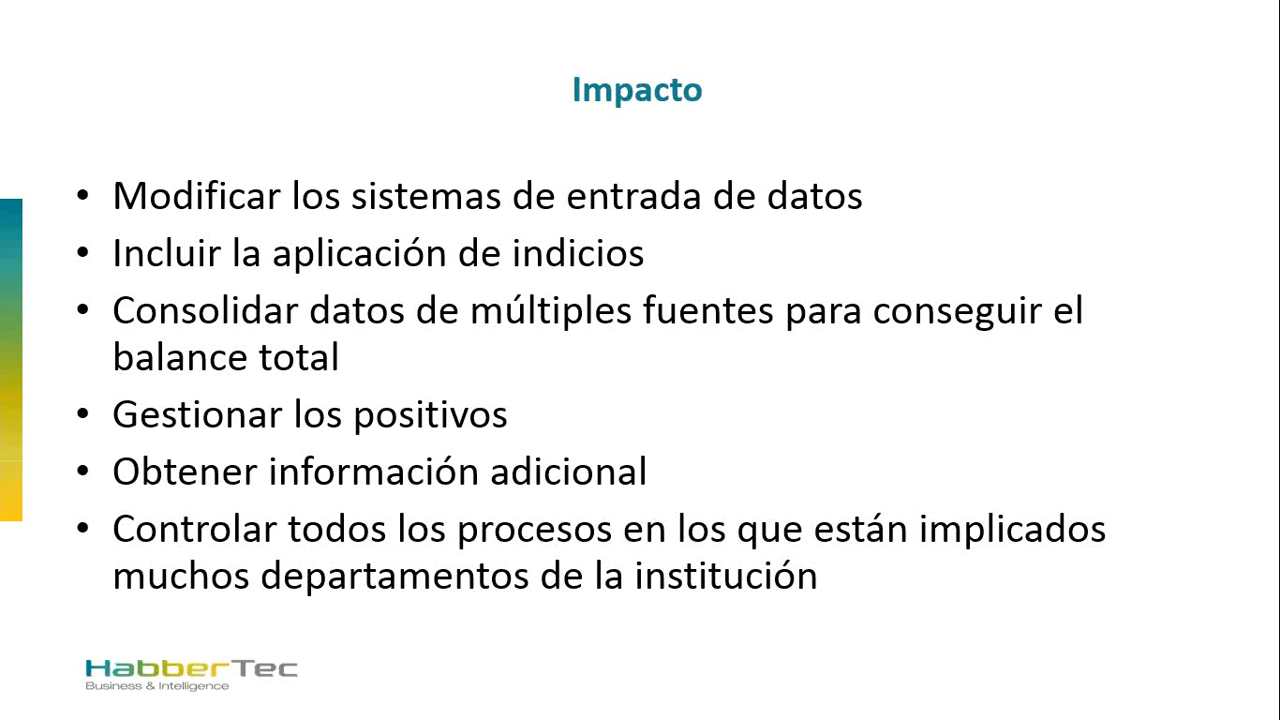 Impacto
• Modificar los sistemas de entrada de datos
• Incluir la aplicación de indicios
• Consolidar datos de múltiples fuentes para conseguir el
balance total
• Gestionar los positivos
• Obtener información adicional
• Controlar todos los procesos en los que están implicados
muchos departamentos de la institución
HabberTec
Business & Intelligence